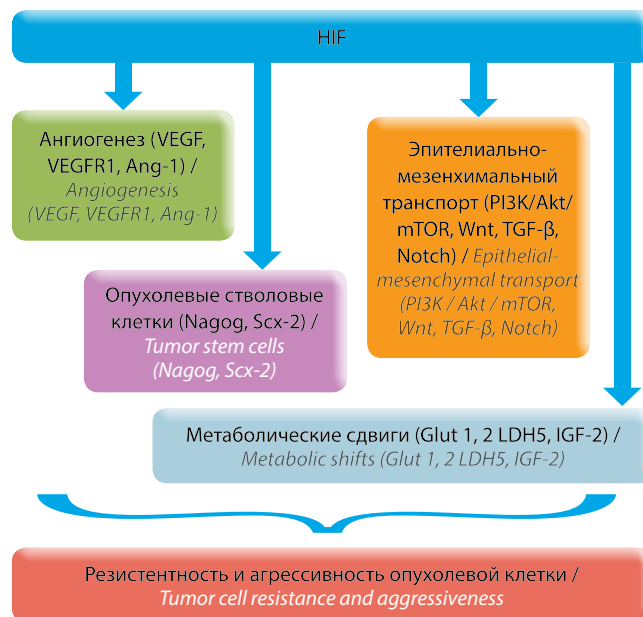 HIF
Ангиогенез (VEGF,
VEGFR1, Ang-1) /
Angiogenesis
(VEGF, VEGFR1, Ang-1)
Эпителиально-
мезенхимальный
транспорт (PI3K/Akt/
mTOR, Wnt, TGF-β,
Notch) / Epithelial-
mesenchymal transport
(PI3K / Akt / mTOR,
Wnt, TGF-β, Notch)
Опухолевые стволовые
клетки (Nagog, Scx-2) /
Tumor stem cells
(Nagog, Scx-2)
Метаболические сдвиги (Glut 1, 2 LDH5, IGF-2) /
Metabolic shifts (Glut 1, 2 LDH5, IGF-2)
Резистентность и агрессивность опухолевой клетки /
Tumor cell resistance and aggressiveness